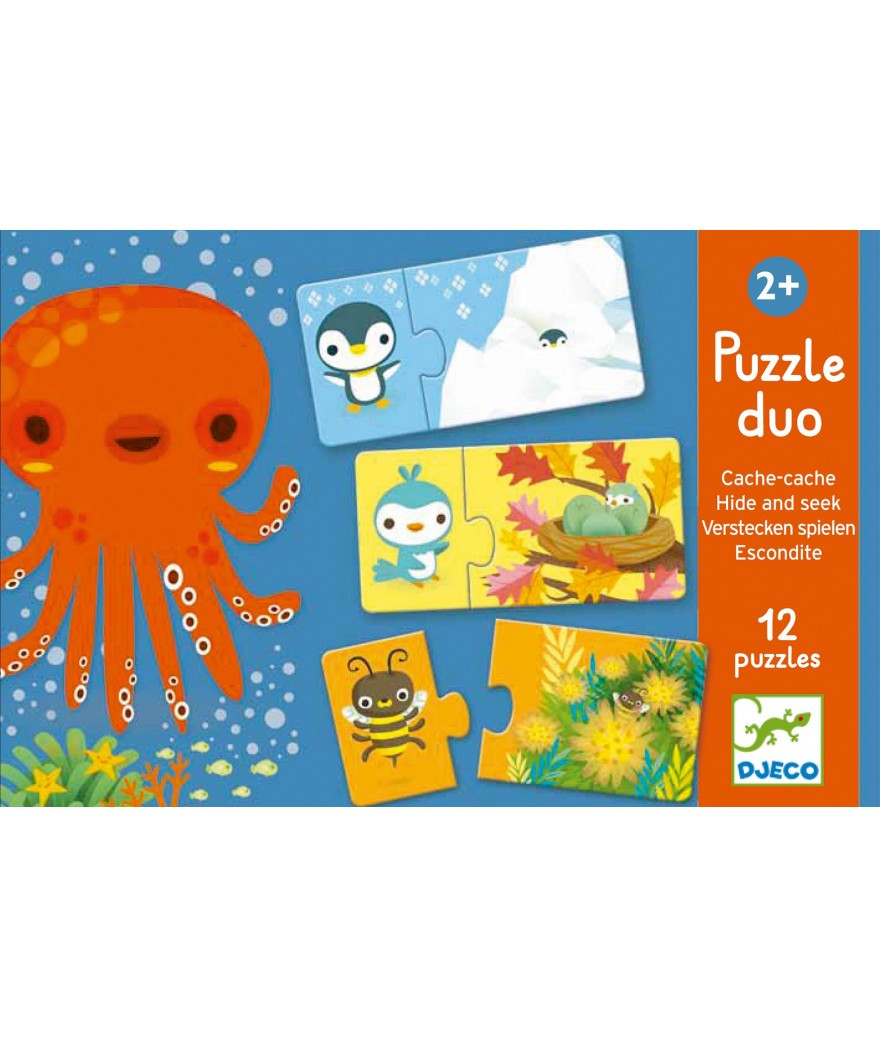 2+
Puzzle
duo
Cache-cache
Hide and seek
Verstecken spielen
Escondite
12
puzzles
DJECO